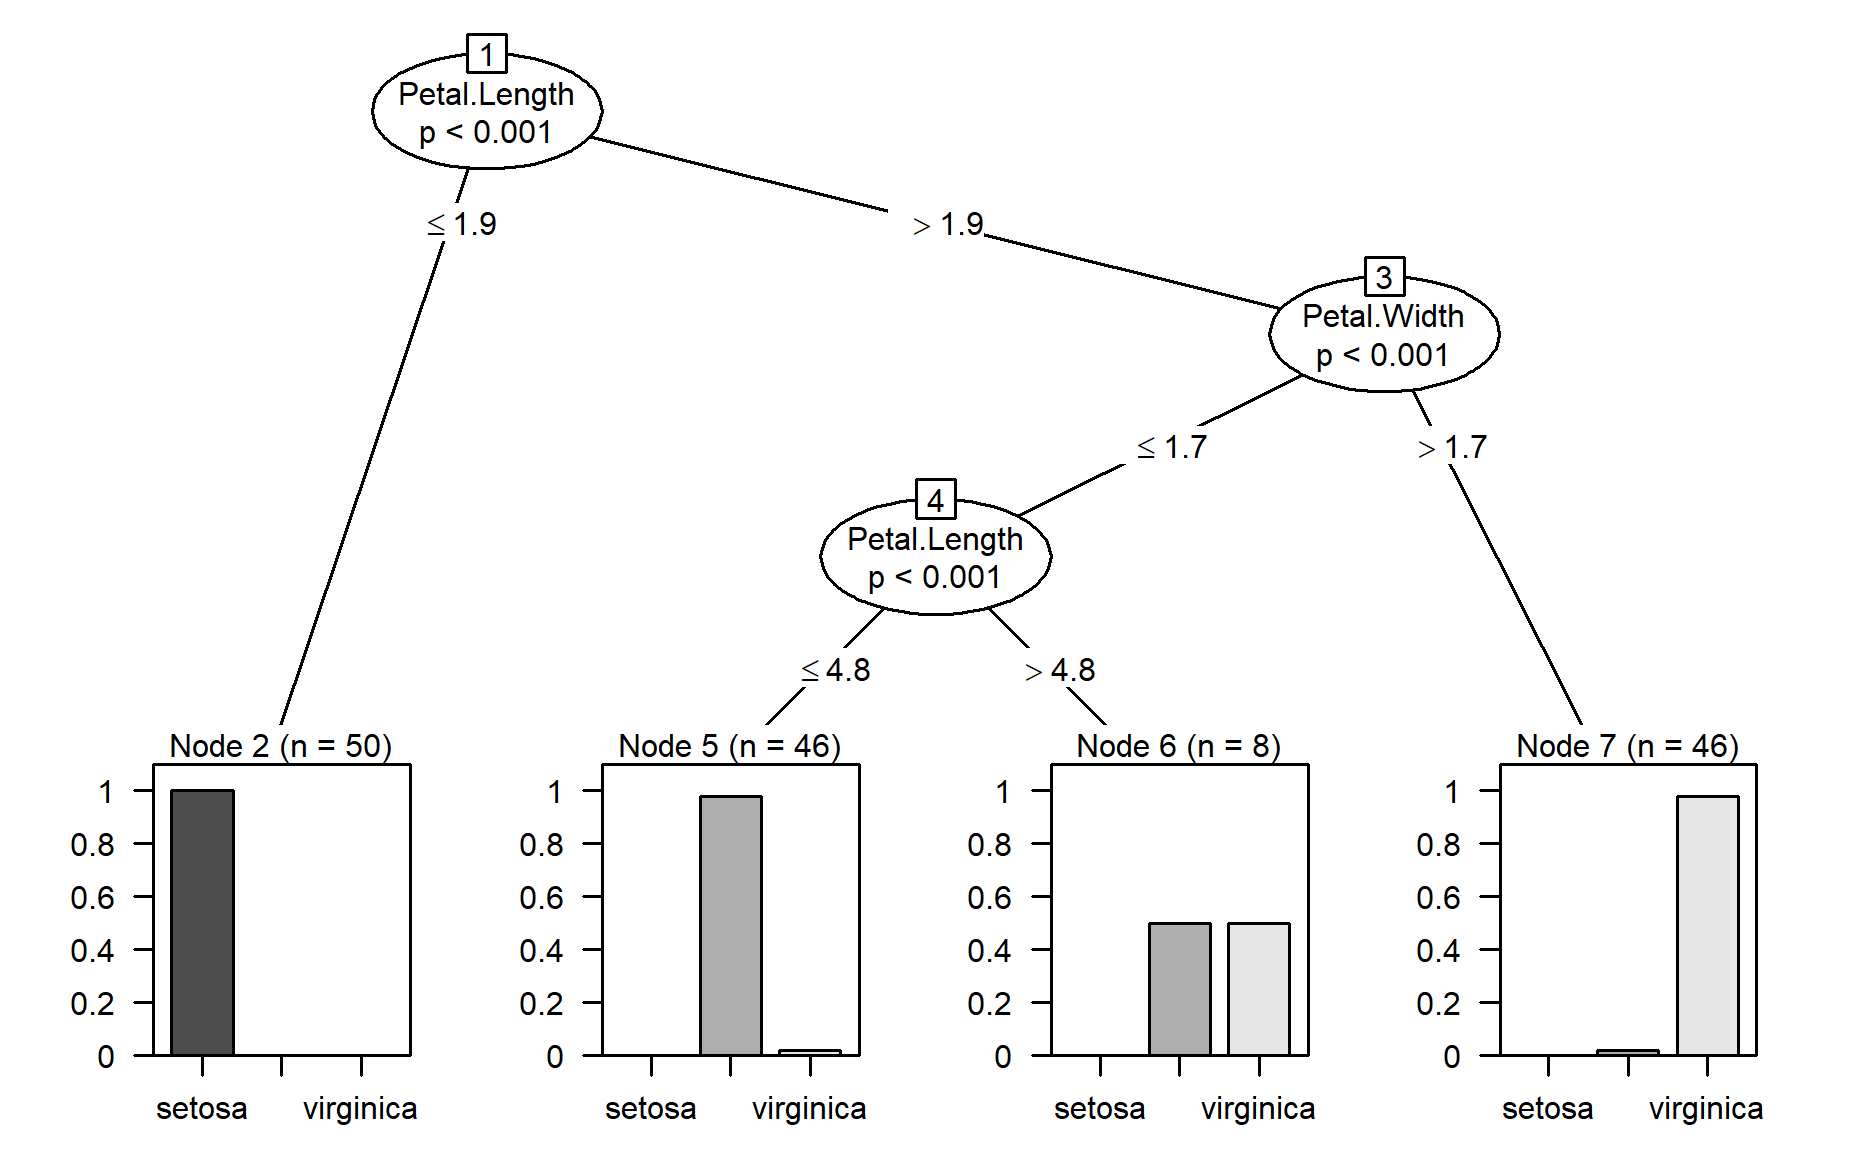 1
Petal.Length
p < 0.001
≤ 1.9
> 1.9
3
Petal.Width
p < 0.001
≤ 1.7
> 1.7
4
Petal.Length
p < 0.001
≤ 4.8
> 4.8
Node 2 (n = 50)
1
0.8
0.6
0.4
0.2
0
setosa
virginica
Node 5 (n = 46)
1
0.8
0.6
0.4
0.2
0
setosa
virginica
Node 6 (n = 8)
1
0.8
0.6
0.4
0.2
0
setosa
virginica
Node 7 (n = 46)
1
0.8
0.6
0.4
0.2
0
setosa
virginica